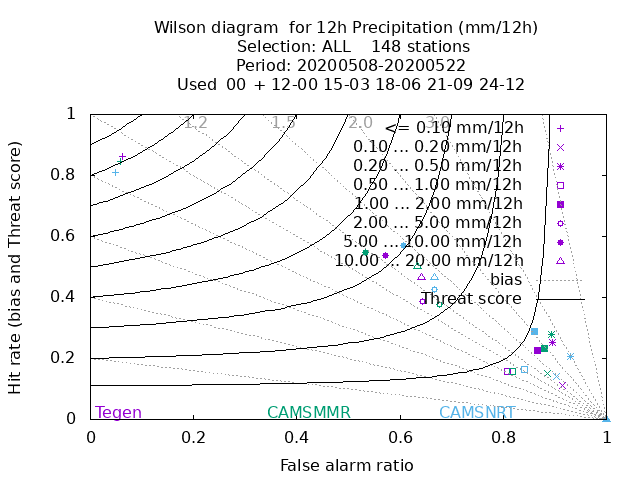 Wilson diagram  for 12h Precipitation (mm/12h)
Selection: ALL    148 stations
Period: 20200508-20200522
Used  00 + 12-00 15-03 18-06 21-09 24-12
1.2 1.5 2.0 3.0
<= 0.10 mm/12h
0.10 ... 0.20 mm/12h
0.20 ... 0.50 mm/12h
0.50 ... 1.00 mm/12h
1.00 ... 2.00 mm/12h
2.00 ... 5.00 mm/12h
5.00 ... 10.00 mm/12h
10.00 ... 20.00 mm/12h
bias
Threat score
1
0.8
0.6
0.4
0.2
0
Hit rate (bias and Threat score)
Tegen CAMSMMR CAMSNRT
0 0.2 0.4 0.6 0.8 1
False alarm ratio